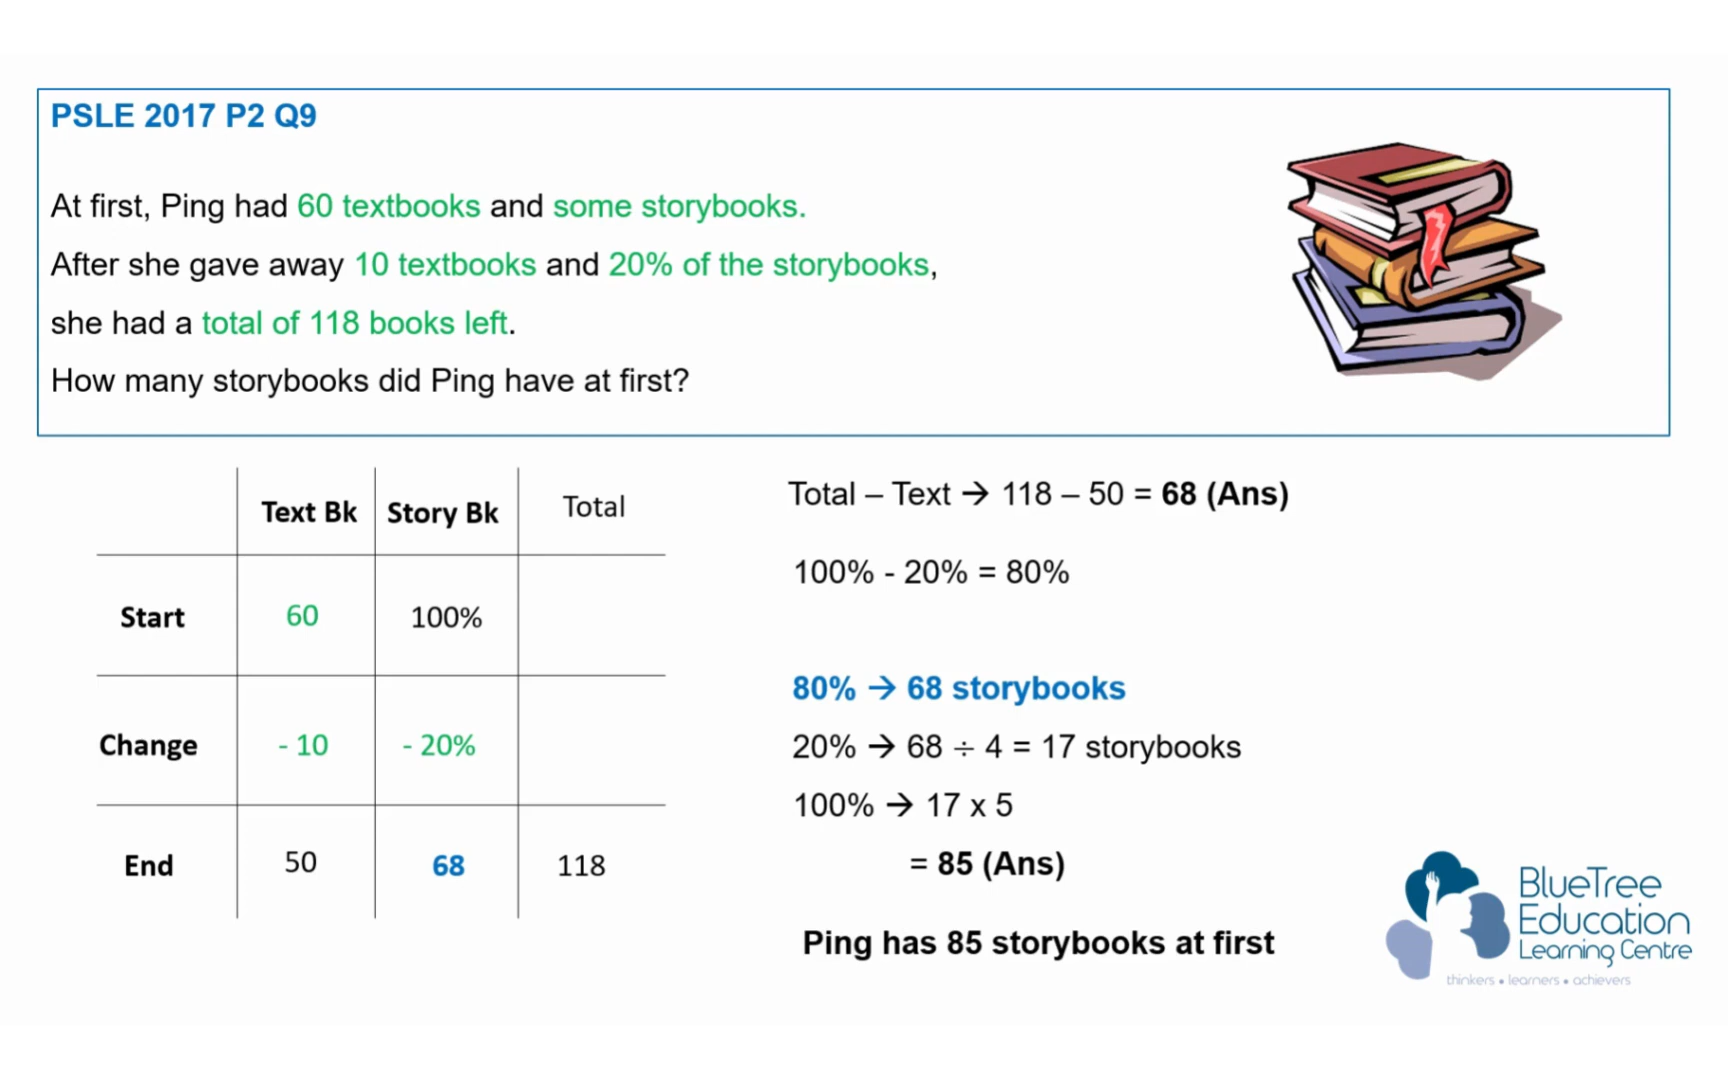 PSLE 2017 P2 Q9
At first, Ping had 60 textbooks and some storybooks.
After she gave away 10 textbooks and 20% of the storybooks,
she had a total of 118 books left.
How many storybooks did Ping have at first?
Text Bk Story Bk Total
Start 60 100%
Change - 10 - 20%
End 50 68 118
Total – Text → 118 – 50 = 68 (Ans)
100% - 20% = 80%
80% → 68 storybooks
20% → 68 ÷ 4 = 17 storybooks
100% → 17 x 5
= 85 (Ans)
Ping has 85 storybooks at first
BlueTree
Education
Learning Centre
thinkers • learners • achievers